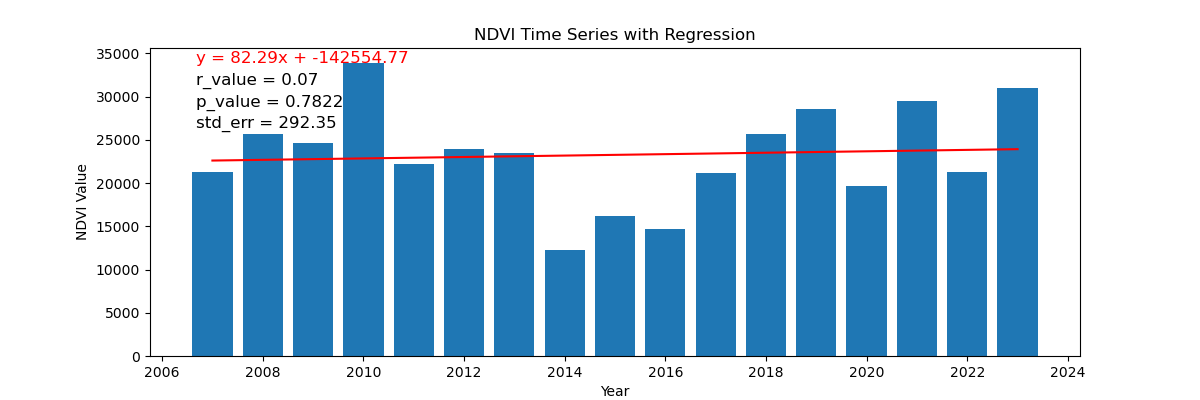 NDVI Time Series with Regression
y = 82.29x + -142554.77
r_value = 0.07
p_value = 0.7822
std_err = 292.35
NDVI Value
35000
30000
25000
20000
15000
10000
5000
0
2006 2008 2010 2012 2014 2016 2018 2020 2022 2024
Year